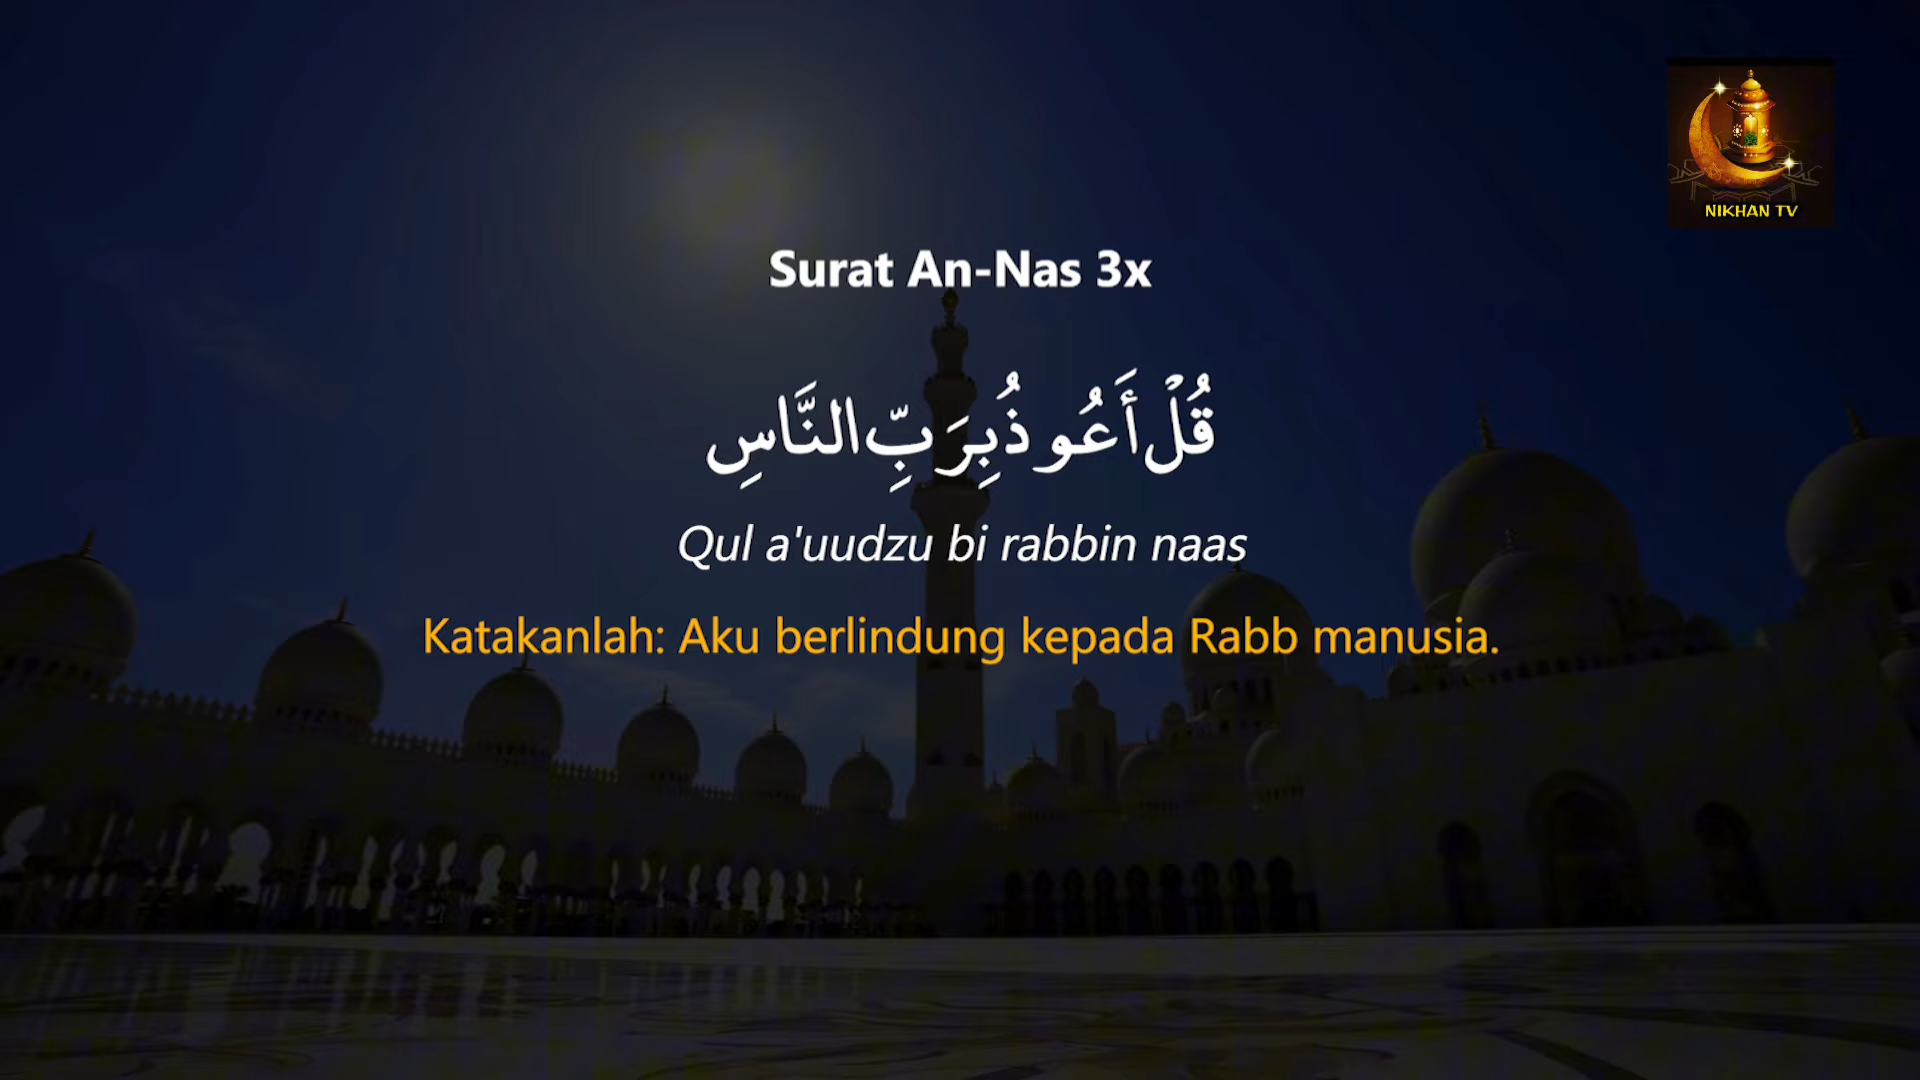 NIKHAN TV
Surat An-Nas 3x
قُلْ أَعُوذُ بِرَبِّ النَّاسِ
Qul a'uudzu bi rabbin naas
Katakanlah: Aku berlindung kepada Rabb manusia.